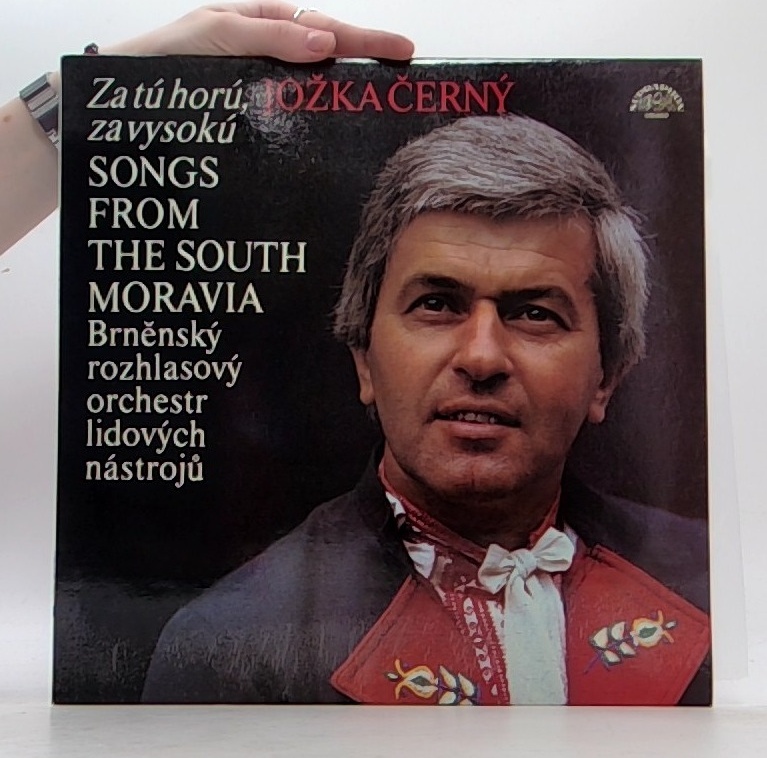 Za tú horú, JOŽKA ČERNÝ
za vysokú
SONGS
FROM
THE SOUTH
MORAVIA
Brněnský
rozhlasový
orchestr
lidových
nástrojů